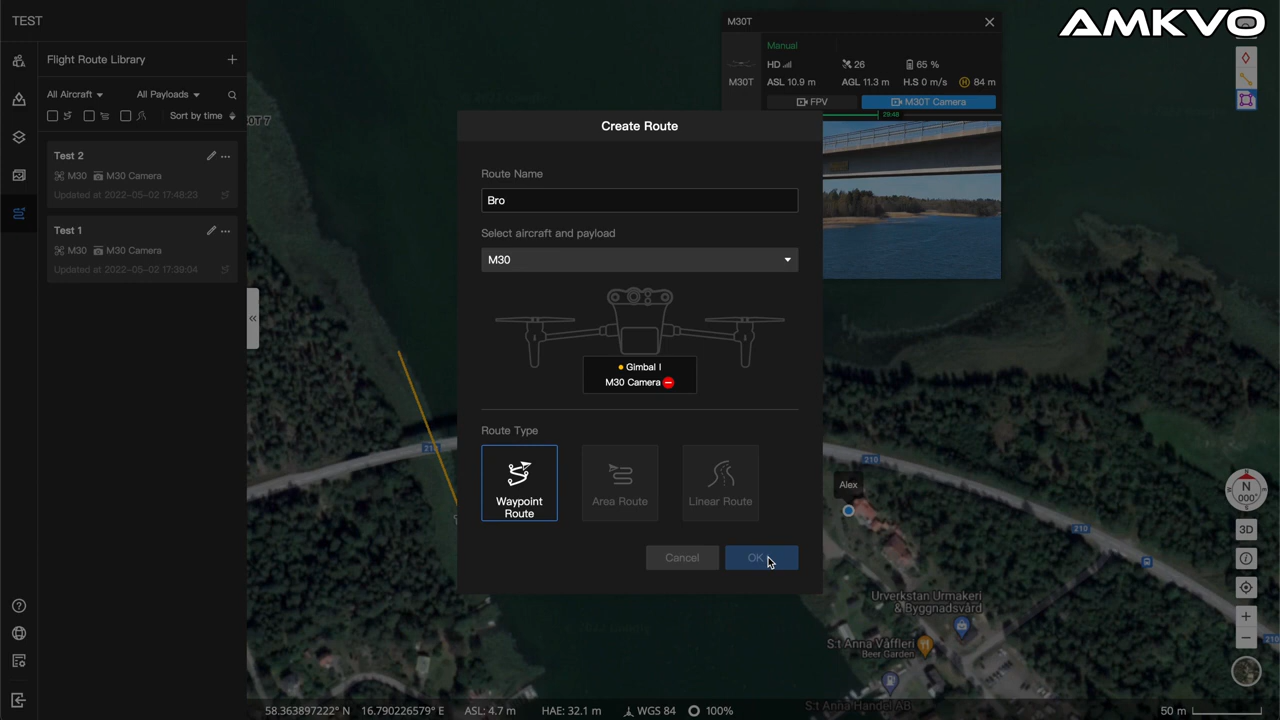 TEST
Flight Route Library
All Aircraft
All Payloads
Sort by time
Test 2
M30 M30 Camera
Updated at 2022-05-02 17:48:23
Test 1
M30 M30 Camera
Updated at 2022-05-02 17:39:04
M30T
Manual
HD 26 65 %
M30T
ASL 10.9 m AGL 11.3 m H.S 0 m/s H 84 m
FPV M30T Camera
29:48
AMKVO
Create Route
Route Name
Bro
Select aircraft and payload
M30
Gimbal I
M30 Camera
Route Type
Waypoint
Route
Area Route
Linear Route
Cancel
OK
210
210
210
Alex
Urverkstan Urmakeri
& Byggnadsvård
S:t Anna Våffleri
Beer Garden
S:t Anna Handel AB
N
000°
3D
58.363897222° N 16.790226579° E ASL: 4.7 m HAE: 32.1 m WGS 84 100%
50 m